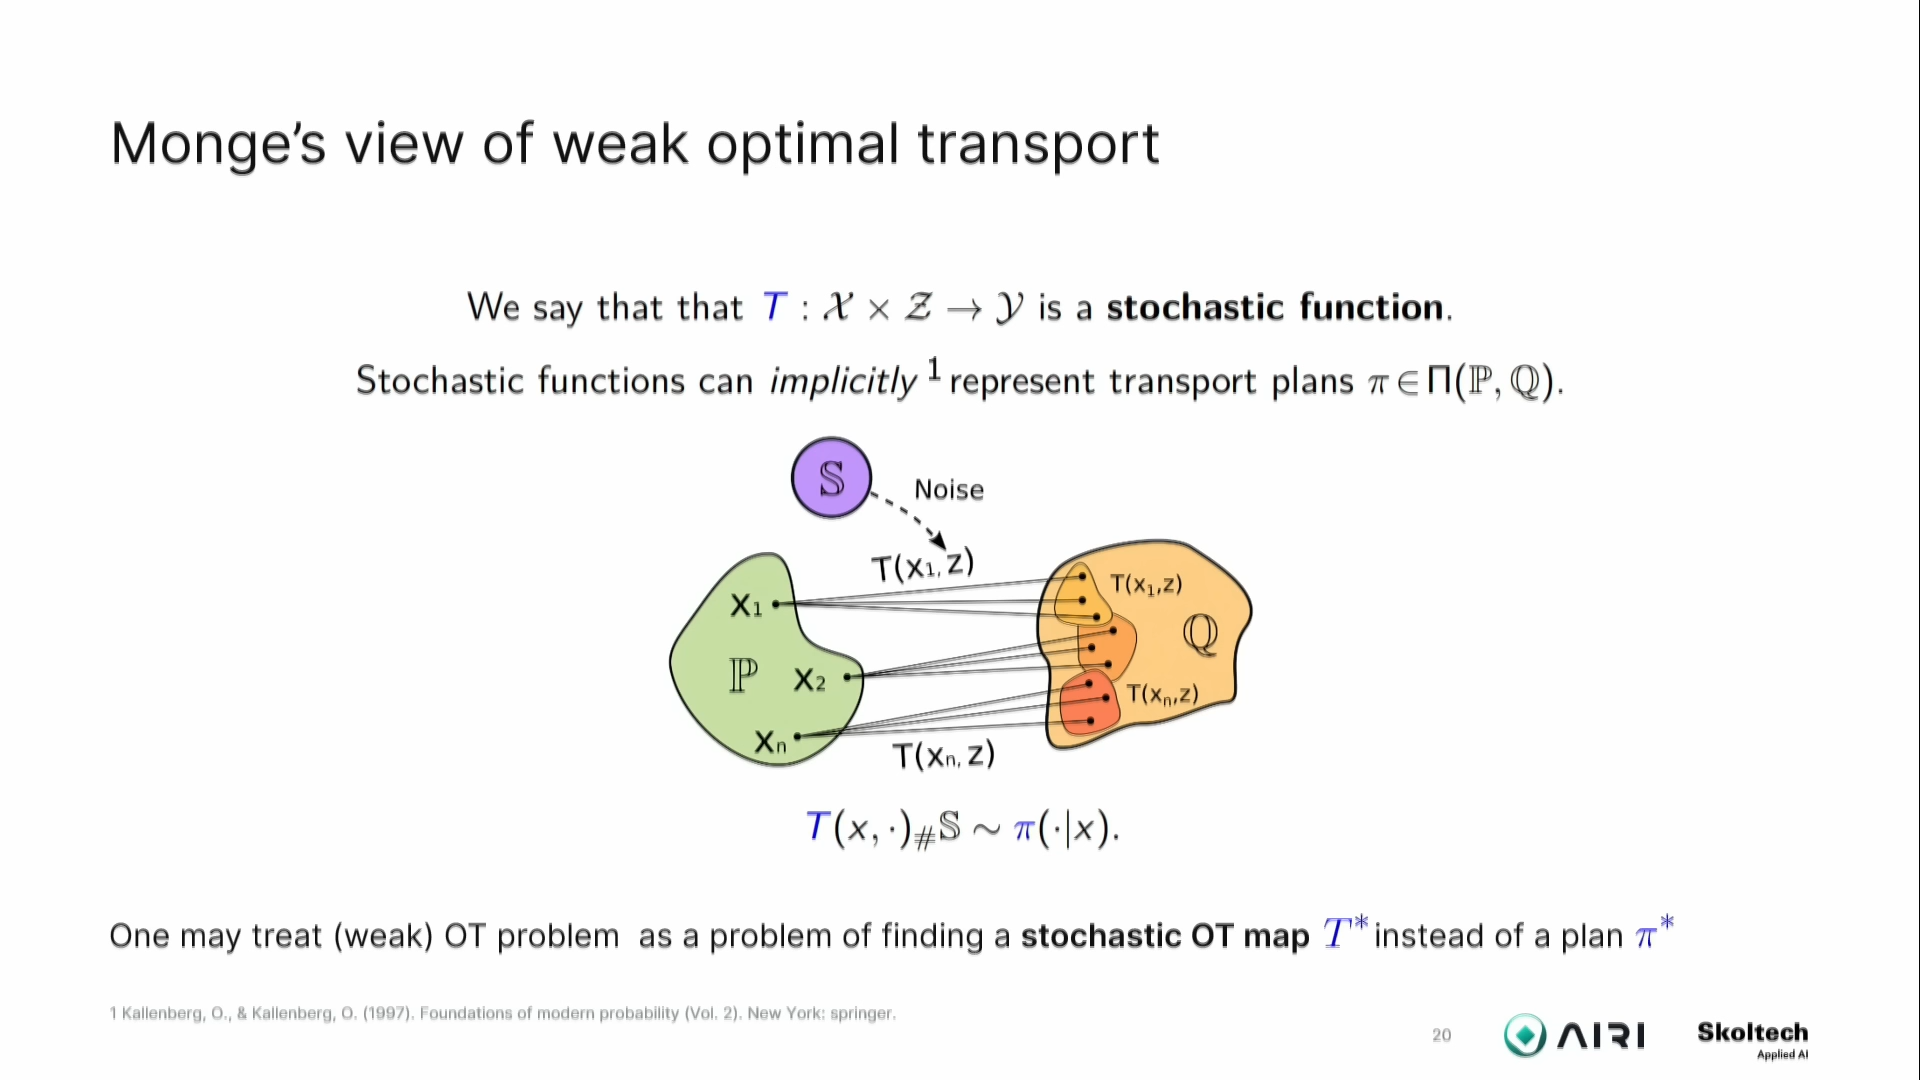 Monge's view of weak optimal transport
We say that that T : 𝒳 × 𝒵 → 𝒴 is a stochastic function.
Stochastic functions can implicitly ¹ represent transport plans π ∈ Π(ℙ, ℚ).
𝕊
Noise
T(x₁, z)
T(x₁,z)
x₁
ℚ
ℙ
x₂
T(xₙ,z)
xₙ
T(xₙ, z)
T(x, ·)#𝕊 ∼ π(·|x).
One may treat (weak) OT problem as a problem of finding a stochastic OT map T* instead of a plan π*
1 Kallenberg, O., & Kallenberg, O. (1997). Foundations of modern probability (Vol. 2). New York: springer.
20
AIRI
Skoltech
Applied AI